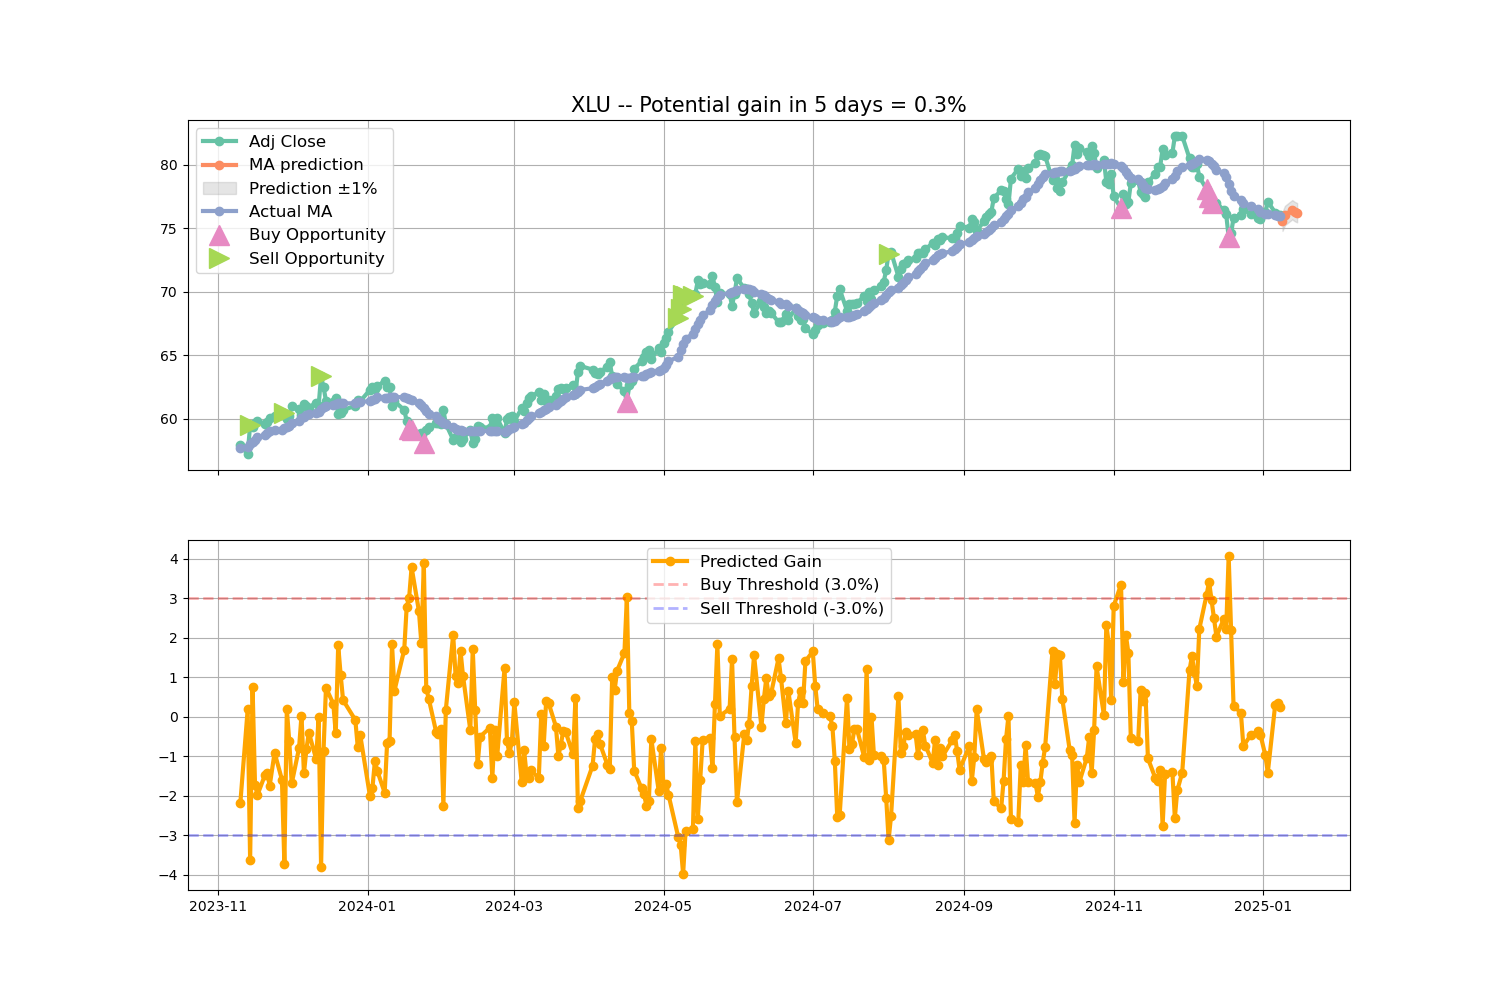 XLU -- Potential gain in 5 days = 0.3%
Adj Close
MA prediction
Prediction ±1%
Actual MA
Buy Opportunity
Sell Opportunity
80
75
70
65
60
Predicted Gain
Buy Threshold (3.0%)
Sell Threshold (-3.0%)
4
3
2
1
0
−1
−2
−3
−4
2023-11
2024-01
2024-03
2024-05
2024-07
2024-09
2024-11
2025-01